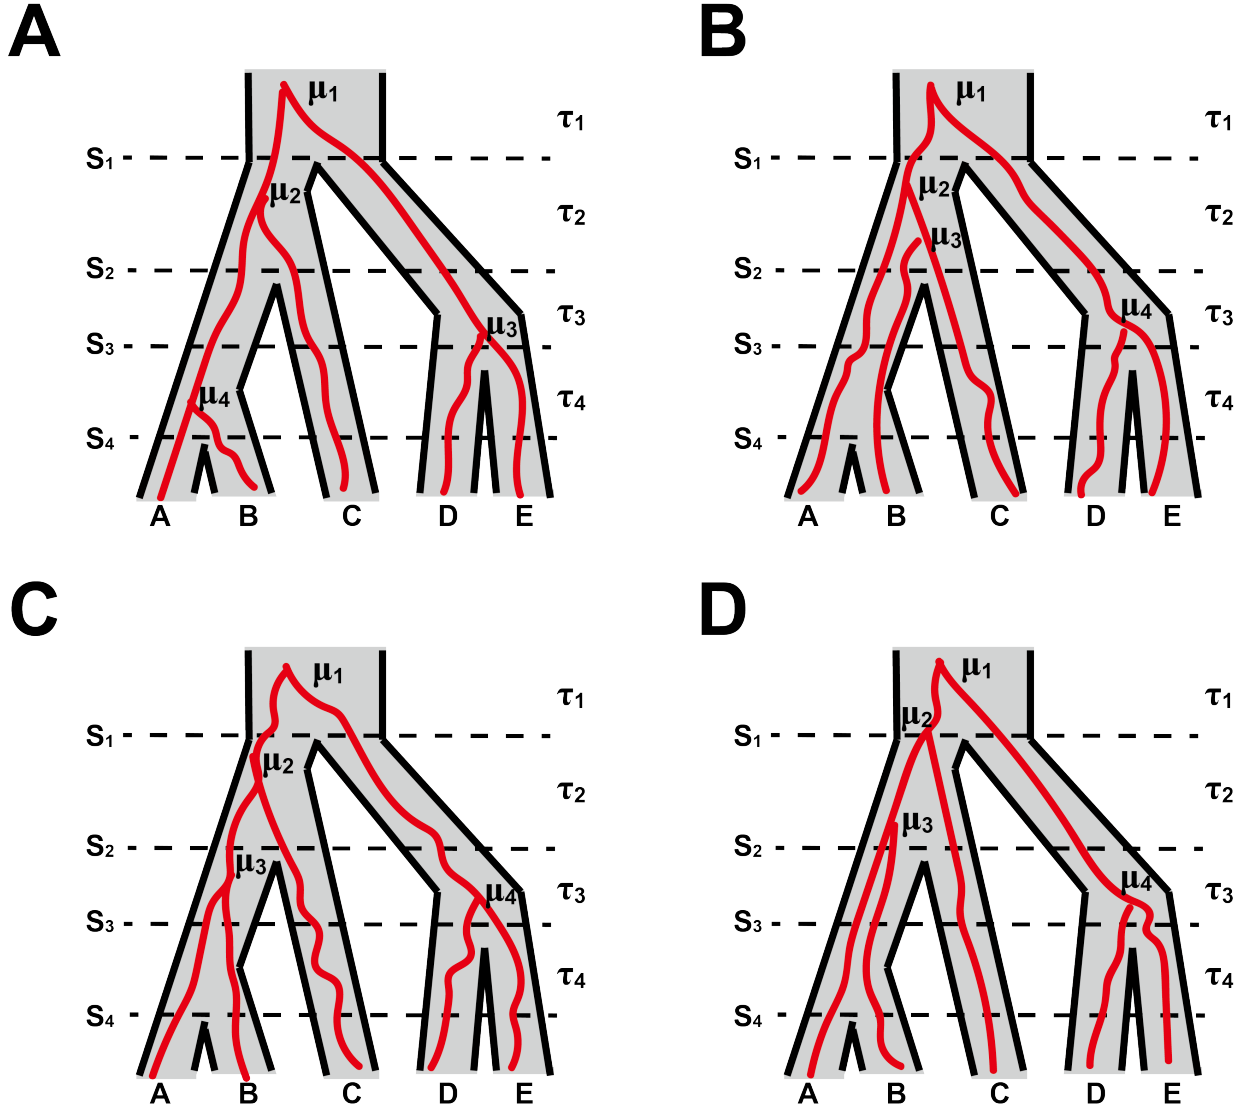 A
B
μ₁
τ₁
μ₁
τ₁
S₁
S₁
μ₂
τ₂
μ₂
τ₂
μ₃
S₂
S₂
μ₃
τ₃
μ₄
τ₃
S₃
S₃
μ₄
τ₄
τ₄
S₄
S₄
A B C D E
A B C D E
C
D
μ₁
τ₁
μ₁
τ₁
μ₂
S₁
S₁
μ₂
τ₂
τ₂
μ₃
S₂
S₂
μ₃
μ₄
τ₃
μ₄
τ₃
S₃
S₃
τ₄
τ₄
S₄
S₄
A B C D E
A B C D E